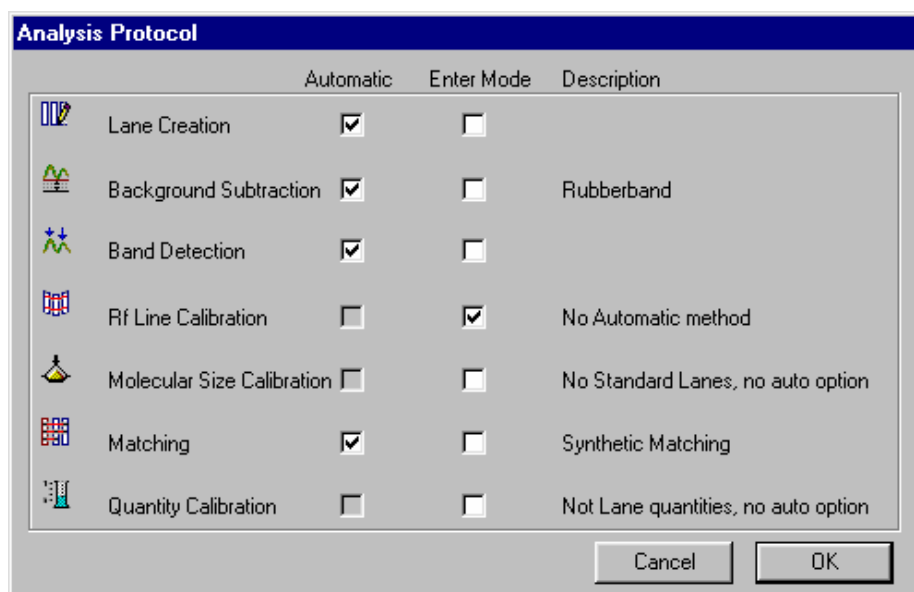 Analysis Protocol
Automatic Enter Mode Description
Lane Creation
Background Subtraction Rubberband
Band Detection
Rf Line Calibration No Automatic method
Molecular Size Calibration No Standard Lanes, no auto option
Matching Synthetic Matching
Quantity Calibration Not Lane quantities, no auto option
Cancel OK